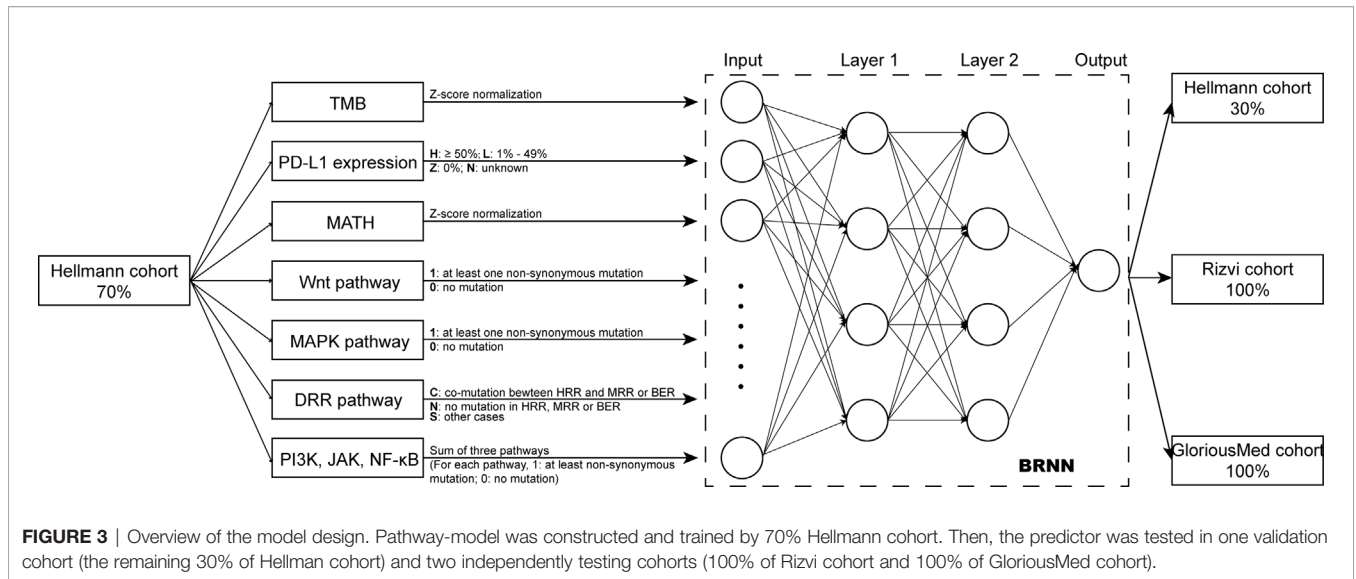 Input
Layer 1
Layer 2
Output
TMB
Z-score normalization
PD-L1 expression
H: ≥ 50%; L: 1% - 49%
Z: 0%; N: unknown
MATH
Z-score normalization
Hellmann cohort
70%
Wnt pathway
1: at least one non-synonymous mutation
0: no mutation
MAPK pathway
1: at least one non-synonymous mutation
0: no mutation
DRR pathway
C: co-mutation bewteen HRR and MRR or BER
N: no mutation in HRR, MRR or BER
S: other cases
PI3K, JAK, NF-κB
Sum of three pathways
(For each pathway, 1: at least non-synonymous
mutation; 0: no mutation)
BRNN
Hellmann cohort
30%
Rizvi cohort
100%
GloriousMed cohort
100%
FIGURE 3 | Overview of the model design. Pathway-model was constructed and trained by 70% Hellmann cohort. Then, the predictor was tested in one validation
cohort (the remaining 30% of Hellman cohort) and two independently testing cohorts (100% of Rizvi cohort and 100% of GloriousMed cohort).